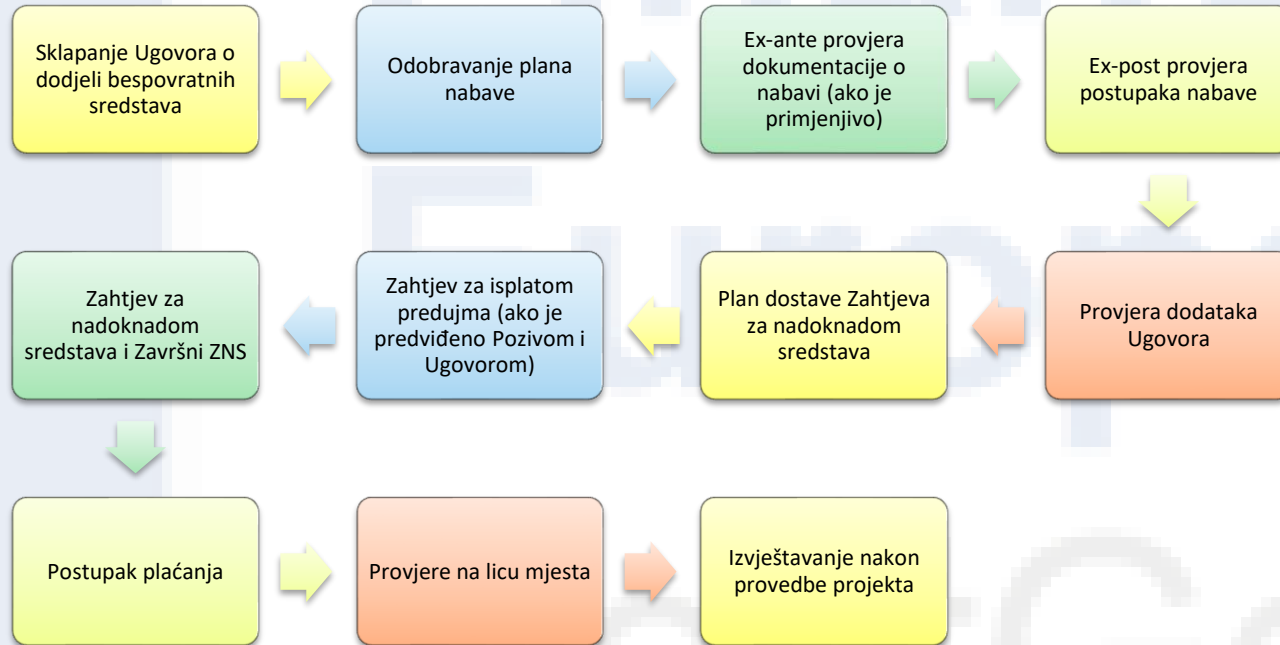 Sklapanje Ugovora o
dodjeli bespovratnih
sredstava
Odobravanje plana
nabave
Ex-ante provjera
dokumentacije o
nabavi (ako je
primjenjivo)
Ex-post provjera
postupaka nabave
Provjera dodataka
Ugovora
Plan dostave Zahtjeva
za nadoknadom
sredstava
Zahtjev za isplatom
predujma (ako je
predviđeno Pozivom i
Ugovorom)
Zahtjev za
nadoknadom
sredstava i Završni ZNS
Postupak plaćanja
Provjere na licu mjesta
Izvještavanje nakon
provedbe projekta